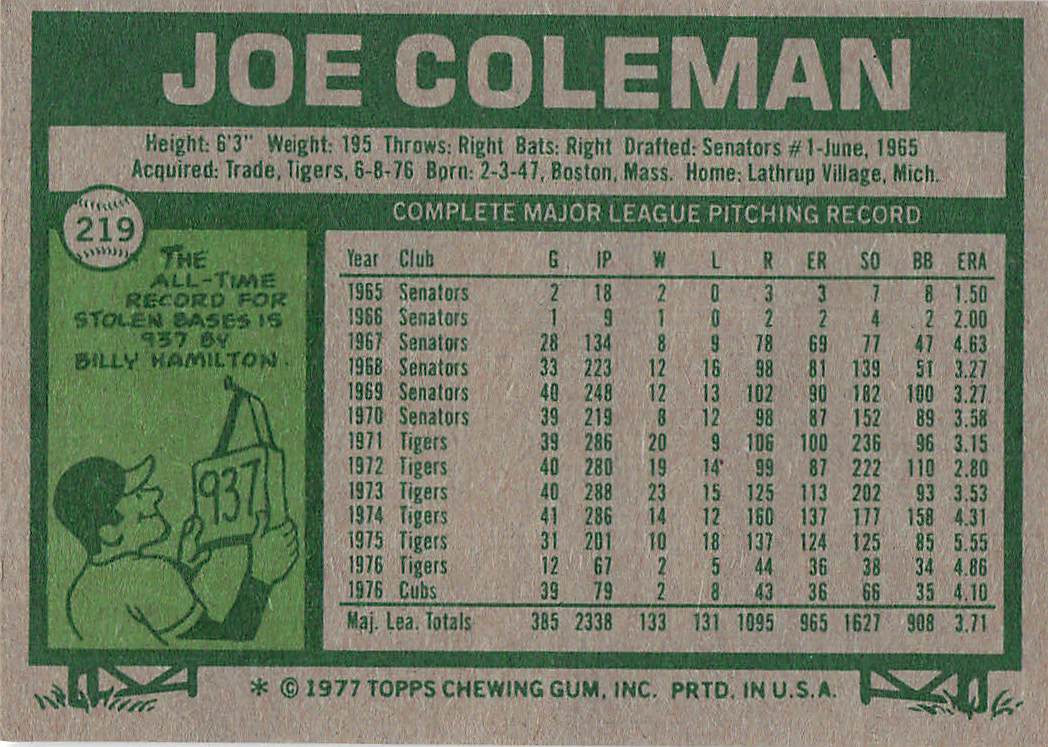 JOE COLEMAN
Height: 6'3" Weight: 195 Throws: Right Bats: Right Drafted: Senators #1-June, 1965
Acquired: Trade, Tigers, 6-8-76 Born: 2-3-47, Boston, Mass. Home: Lathrup Village, Mich.
219
THE
ALL-TIME
RECORD FOR
STOLEN BASES IS
937 BY
BILLY HAMILTON.
937
COMPLETE MAJOR LEAGUE PITCHING RECORD
Year Club G IP W L R ER SO BB ERA
1965 Senators 2 18 2 0 3 3 7 8 1.50
1966 Senators 1 9 1 0 2 2 4 2 2.00
1967 Senators 28 134 8 9 78 69 77 47 4.63
1968 Senators 33 223 12 16 98 81 139 51 3.27
1969 Senators 40 248 12 13 102 90 182 100 3.27
1970 Senators 39 219 8 12 98 87 152 89 3.58
1971 Tigers 39 286 20 9 106 100 236 96 3.15
1972 Tigers 40 280 19 14 99 87 222 110 2.80
1973 Tigers 40 288 23 15 125 113 202 93 3.53
1974 Tigers 41 286 14 12 160 137 177 158 4.31
1975 Tigers 31 201 10 18 137 124 125 85 5.55
1976 Tigers 12 67 2 5 44 36 38 34 4.86
1976 Cubs 39 79 2 8 43 36 66 35 4.10
Maj. Lea. Totals 385 2338 133 131 1095 965 1627 908 3.71
* © 1977 TOPPS CHEWING GUM, INC. PRTD. IN U.S.A.